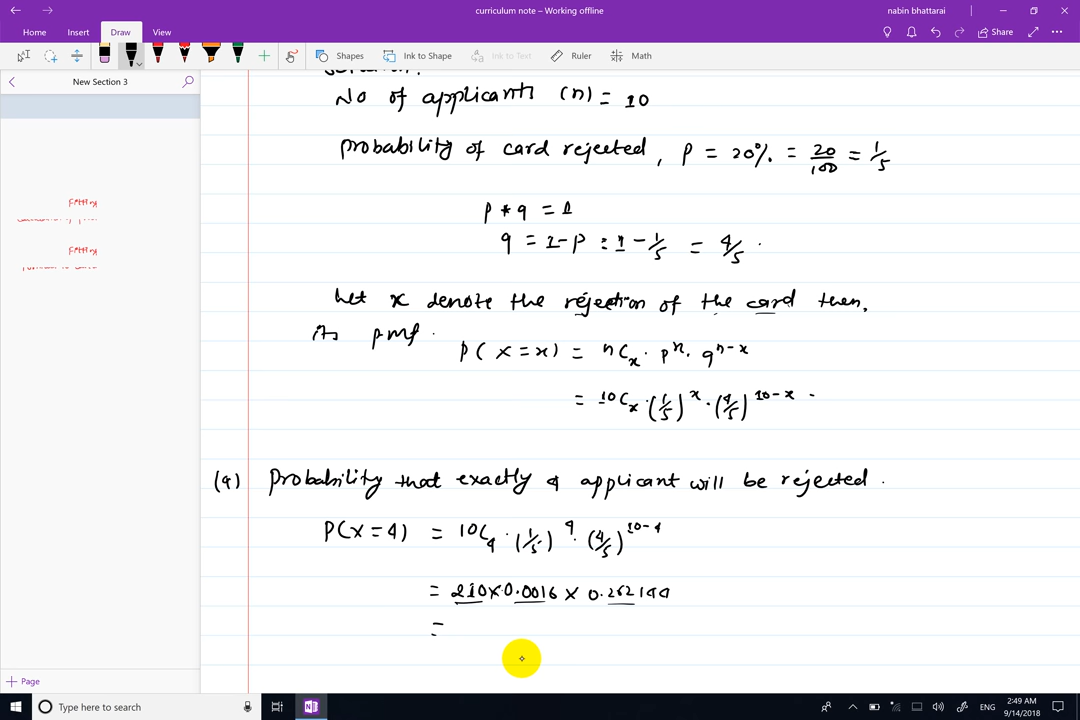 curriculum note – Working offline
nabin bhattarai
Home Insert Draw View
Share
Shapes Ink to Shape Ink to Text Ruler Math
New Section 3
No of applicants (n) = 10
probability of card rejected, p = 20% = 20/100 = 1/5
p + q = 1
q = 1 - p = 1 - 1/5 = 4/5 .
Let x denote the rejection of the card then,
its pmf.
P(X = x) = nCx . p^x . q^n-x
= 10Cx . (1/5)^x . (4/5)^10-x .
(a) Probability that exactly 4 applicant will be rejected.
P(X = 4) = 10C4 . (1/5)^4 . (4/5)^10-4
= 210 x 0.0016 x 0.262144
=
+ Page
Type here to search
ENG
2:49 AM
9/14/2018